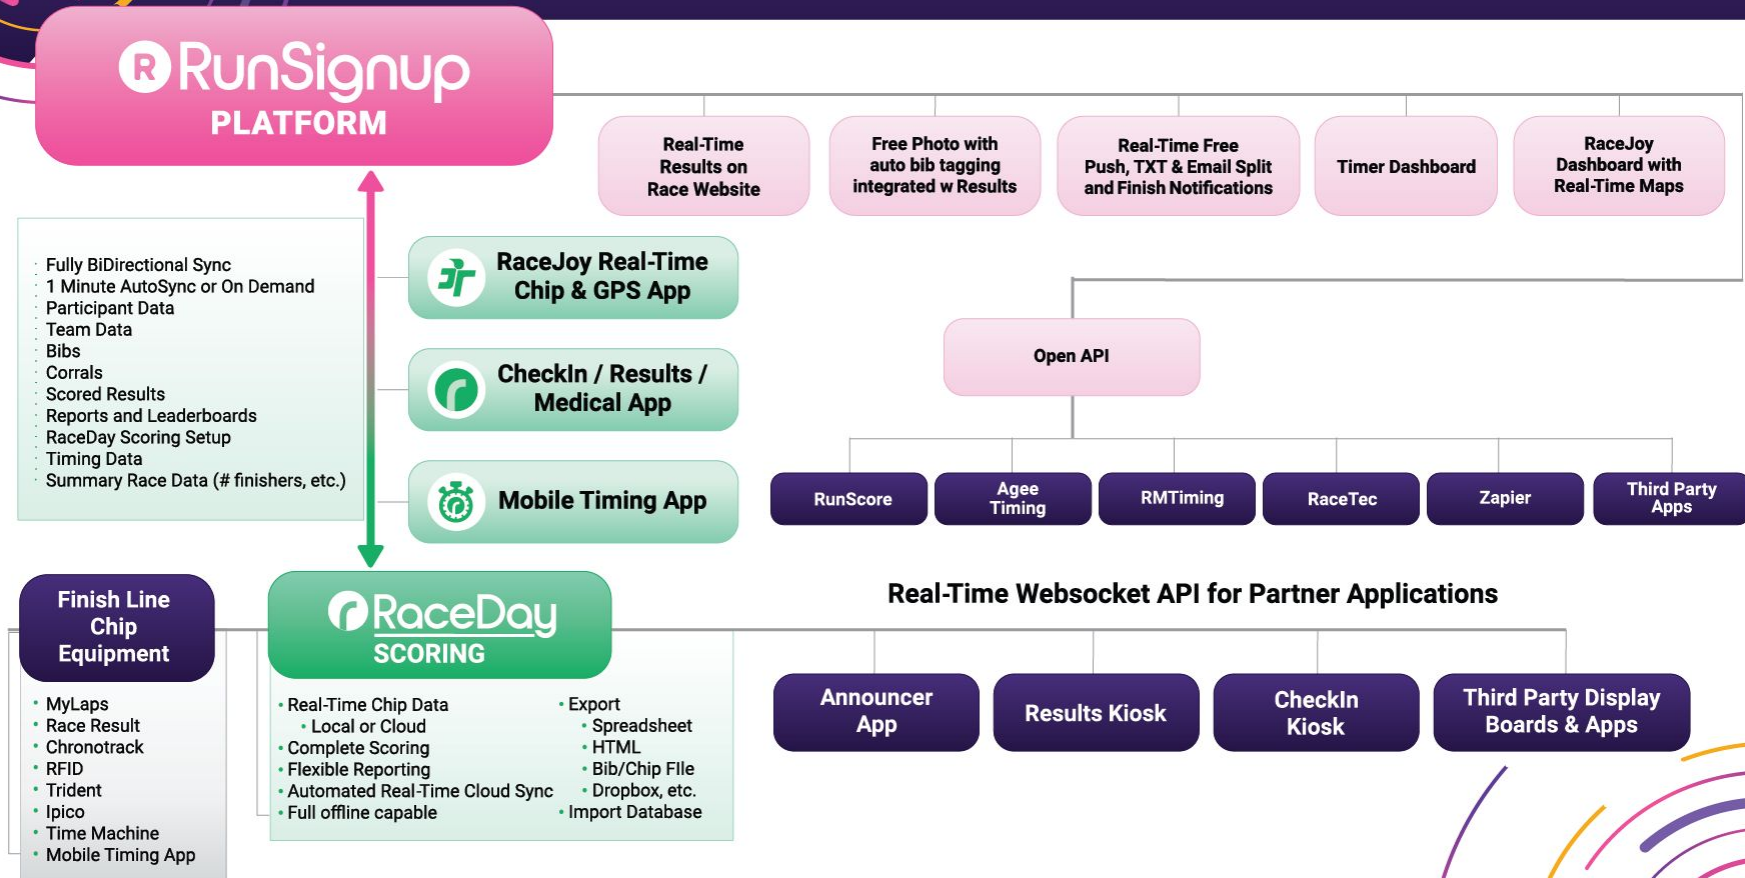 RunSignup
PLATFORM
Real-Time
Results on
Race Website
Free Photo with
auto bib tagging
integrated w Results
Real-Time Free
Push, TXT & Email Split
and Finish Notifications
Timer Dashboard
RaceJoy
Dashboard with
Real-Time Maps
Fully BiDirectional Sync
1 Minute AutoSync or On Demand
Participant Data
Team Data
Bibs
Corrals
Scored Results
Reports and Leaderboards
RaceDay Scoring Setup
Timing Data
Summary Race Data (# finishers, etc.)
RaceJoy Real-Time
Chip & GPS App
CheckIn / Results /
Medical App
Mobile Timing App
Open API
RunScore
Agee
Timing
RMTiming
RaceTec
Zapier
Third Party
Apps
Finish Line
Chip
Equipment
• MyLaps
• Race Result
• Chronotrack
• RFID
• Trident
• Ipico
• Time Machine
• Mobile Timing App
RaceDay
SCORING
• Real-Time Chip Data
• Local or Cloud
• Complete Scoring
• Flexible Reporting
• Automated Real-Time Cloud Sync
• Full offline capable
• Export
• Spreadsheet
• HTML
• Bib/Chip FIle
• Dropbox, etc.
• Import Database
Real-Time Websocket API for Partner Applications
Announcer
App
Results Kiosk
CheckIn
Kiosk
Third Party Display
Boards & Apps